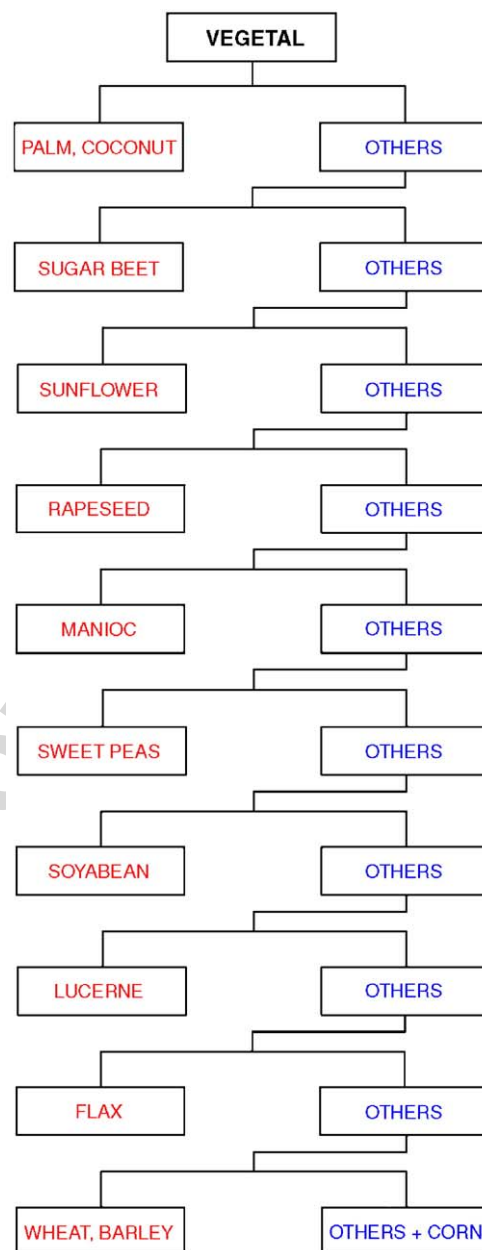 VEGETAL
PALM, COCONUT
OTHERS
SUGAR BEET
OTHERS
SUNFLOWER
OTHERS
RAPESEED
OTHERS
MANIOC
OTHERS
SWEET PEAS
OTHERS
SOYABEAN
OTHERS
LUCERNE
OTHERS
FLAX
OTHERS
WHEAT, BARLEY
OTHERS + CORN